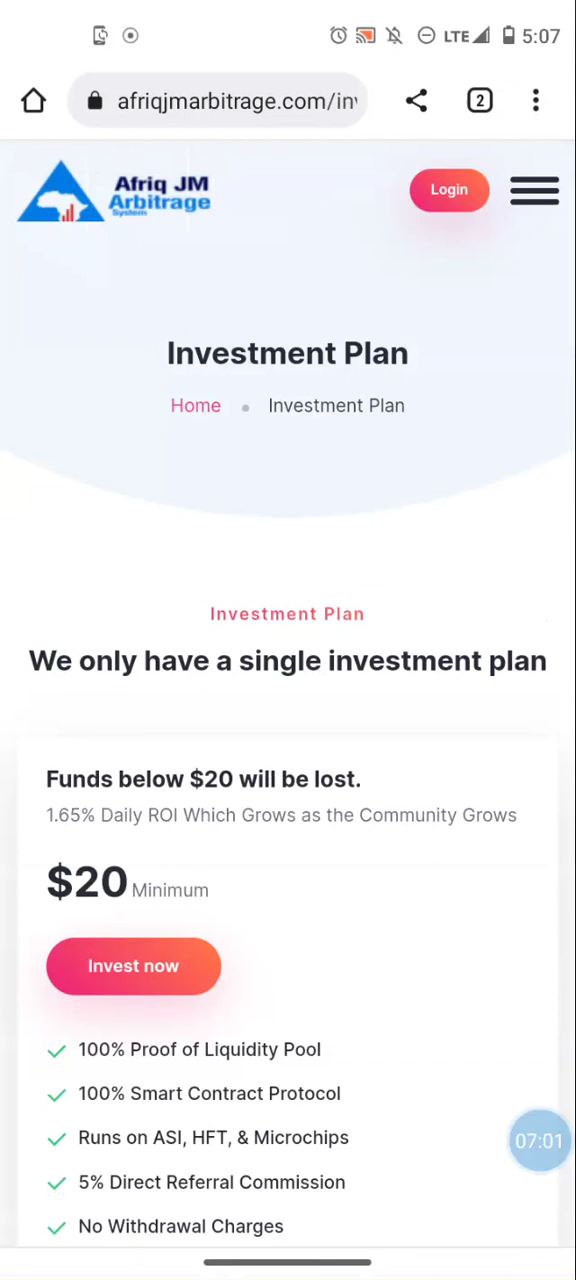 LTE 5:07
afriqjmarbitrage.com/in
2
Afriq JM
Arbitrage
System
Login
Investment Plan
Home Investment Plan
Investment Plan
We only have a single investment plan
Funds below $20 will be lost.
1.65% Daily ROI Which Grows as the Community Grows
$20 Minimum
Invest now
100% Proof of Liquidity Pool
100% Smart Contract Protocol
Runs on ASI, HFT, & Microchips
07:01
5% Direct Referral Commission
No Withdrawal Charges